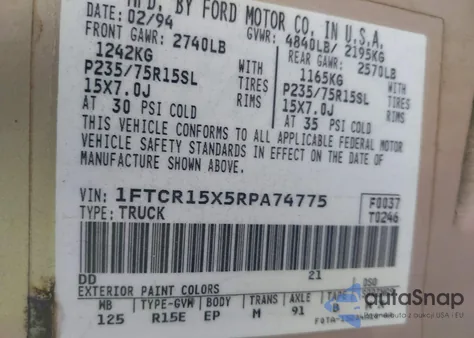 MFD. BY FORD MOTOR CO. IN U.S.A.
DATE: 02/94 GVWR: 4840LB/ 2195KG
FRONT GAWR: 2740LB REAR GAWR: 2570LB
1242KG WITH 1165KG WITH
P235/75R15SL TIRES P235/75R15SL TIRES
15X7.0J RIMS 15X7.0J RIMS
AT 30 PSI COLD AT 35 PSI COLD
THIS VEHICLE CONFORMS TO ALL APPLICABLE FEDERAL MOTOR
VEHICLE SAFETY STANDARDS IN EFFECT ON THE DATE OF
MANUFACTURE SHOWN ABOVE.
VIN: 1FTCR15X5RPA74775 F0037
TYPE: TRUCK T0246
DD 21 DSO
EXTERIOR PAINT COLORS
WB TYPE-GVW BODY TRANS AXLE TAPE
125 R15E EP M 91 B
autaSnap